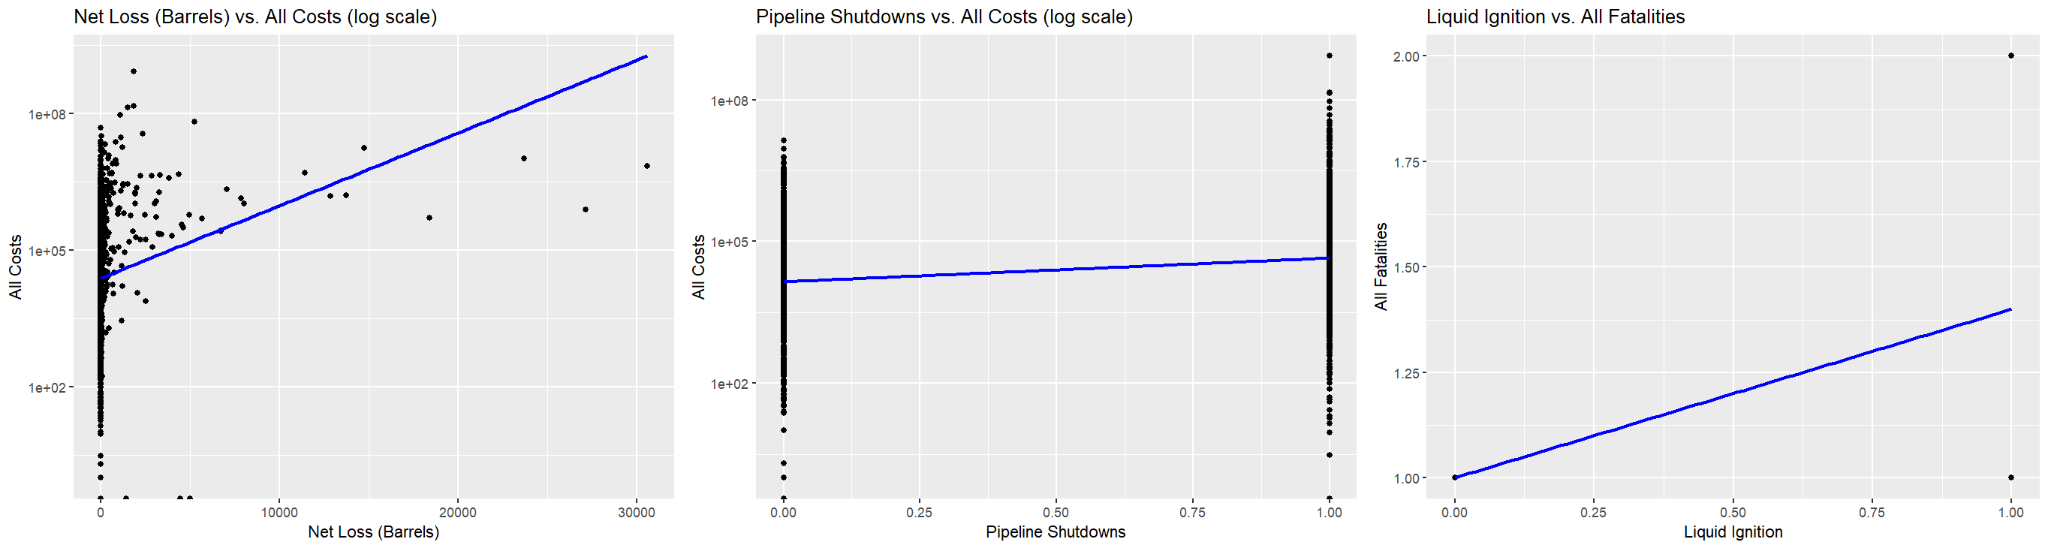 Net Loss (Barrels) vs. All Costs (log scale)
All Costs
1e+08
1e+05
1e+02
0
10000
20000
30000
Net Loss (Barrels)
Pipeline Shutdowns vs. All Costs (log scale)
All Costs
1e+08
1e+05
1e+02
0.00
0.25
0.50
0.75
1.00
Pipeline Shutdowns
Liquid Ignition vs. All Fatalities
All Fatalities
2.00
1.75
1.50
1.25
1.00
0.00
0.25
0.50
0.75
1.00
Liquid Ignition